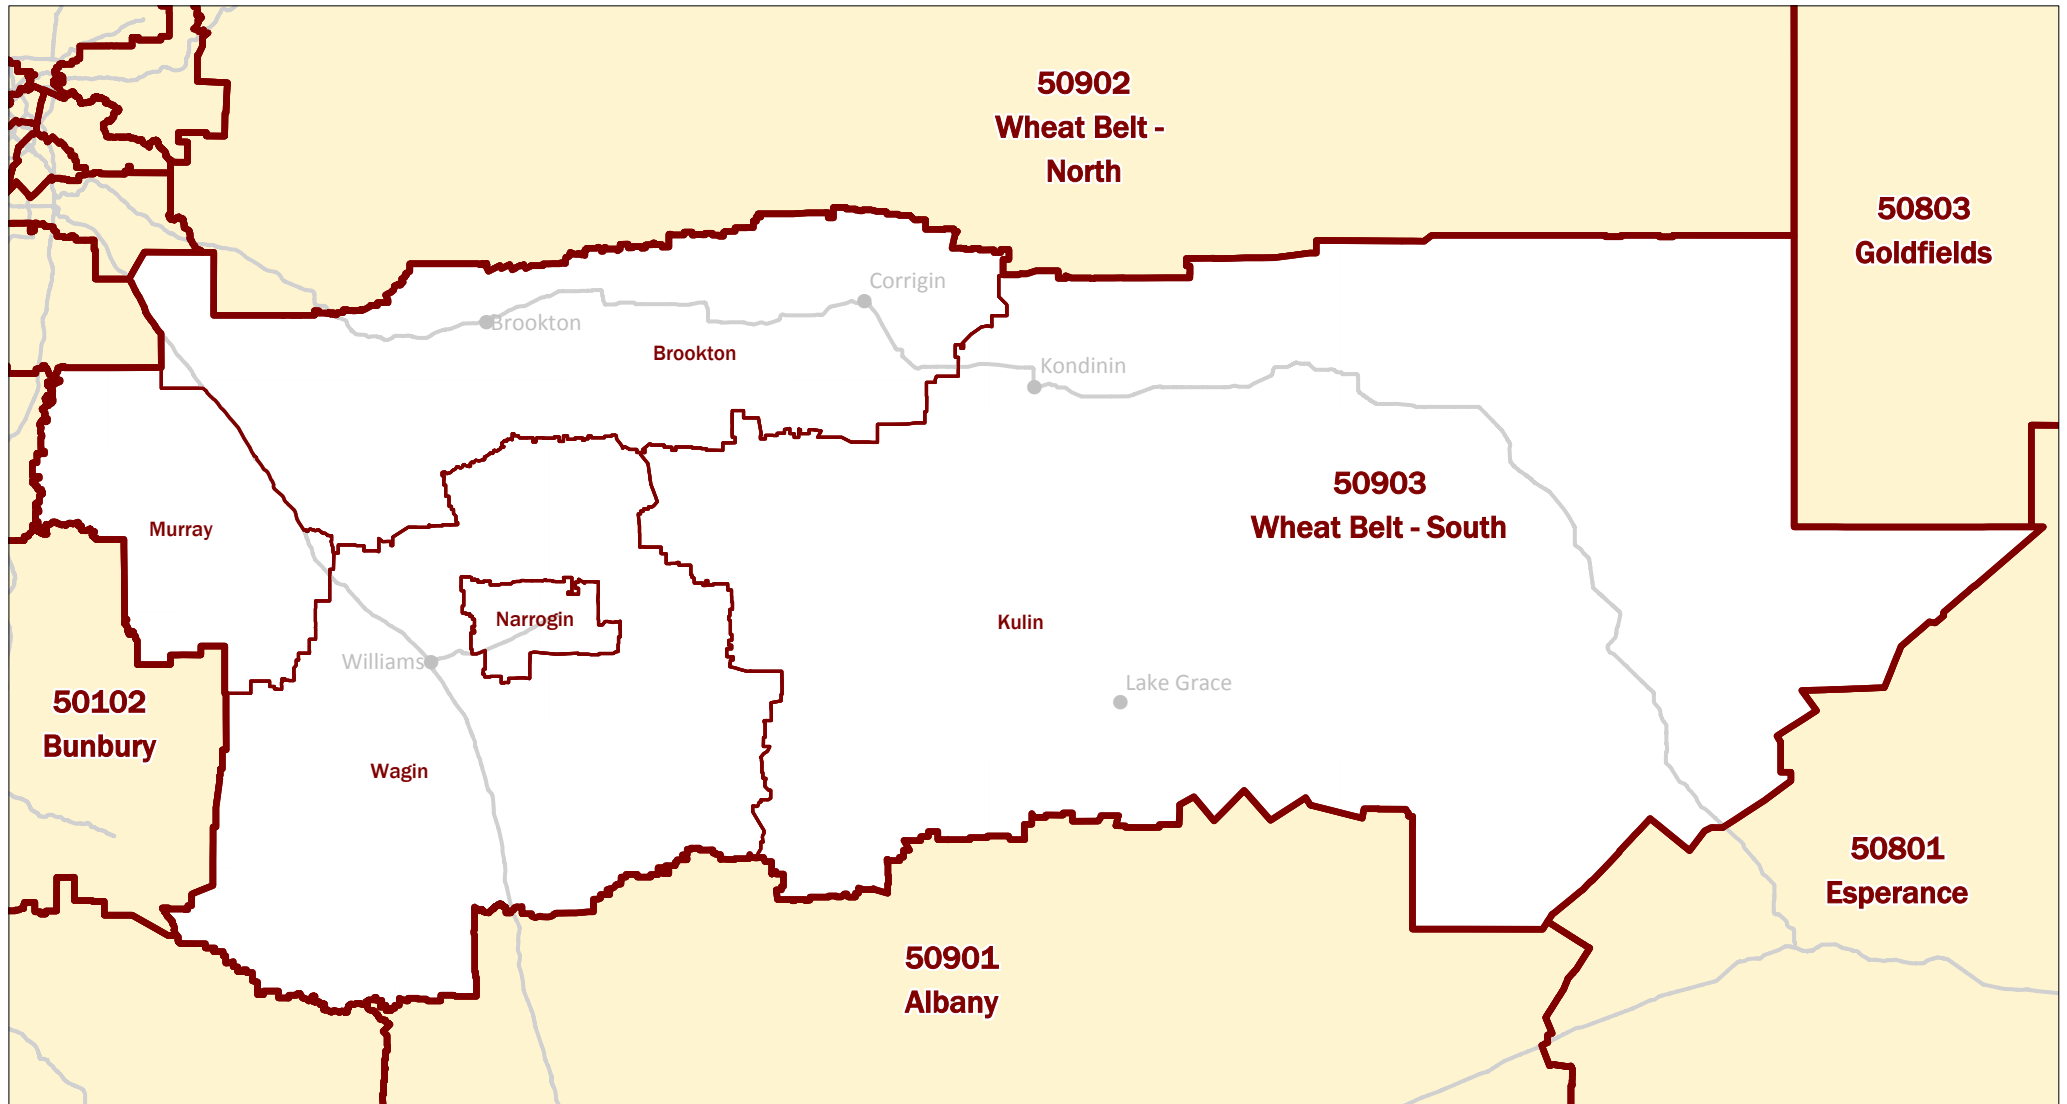 50902
Wheat Belt -
North
50803
Goldfields
Corrigin
Brookton
Brookton
Kondinin
50903
Wheat Belt - South
Murray
Narrogin
Kulin
Williams
Lake Grace
50102
Bunbury
Wagin
50801
Esperance
50901
Albany